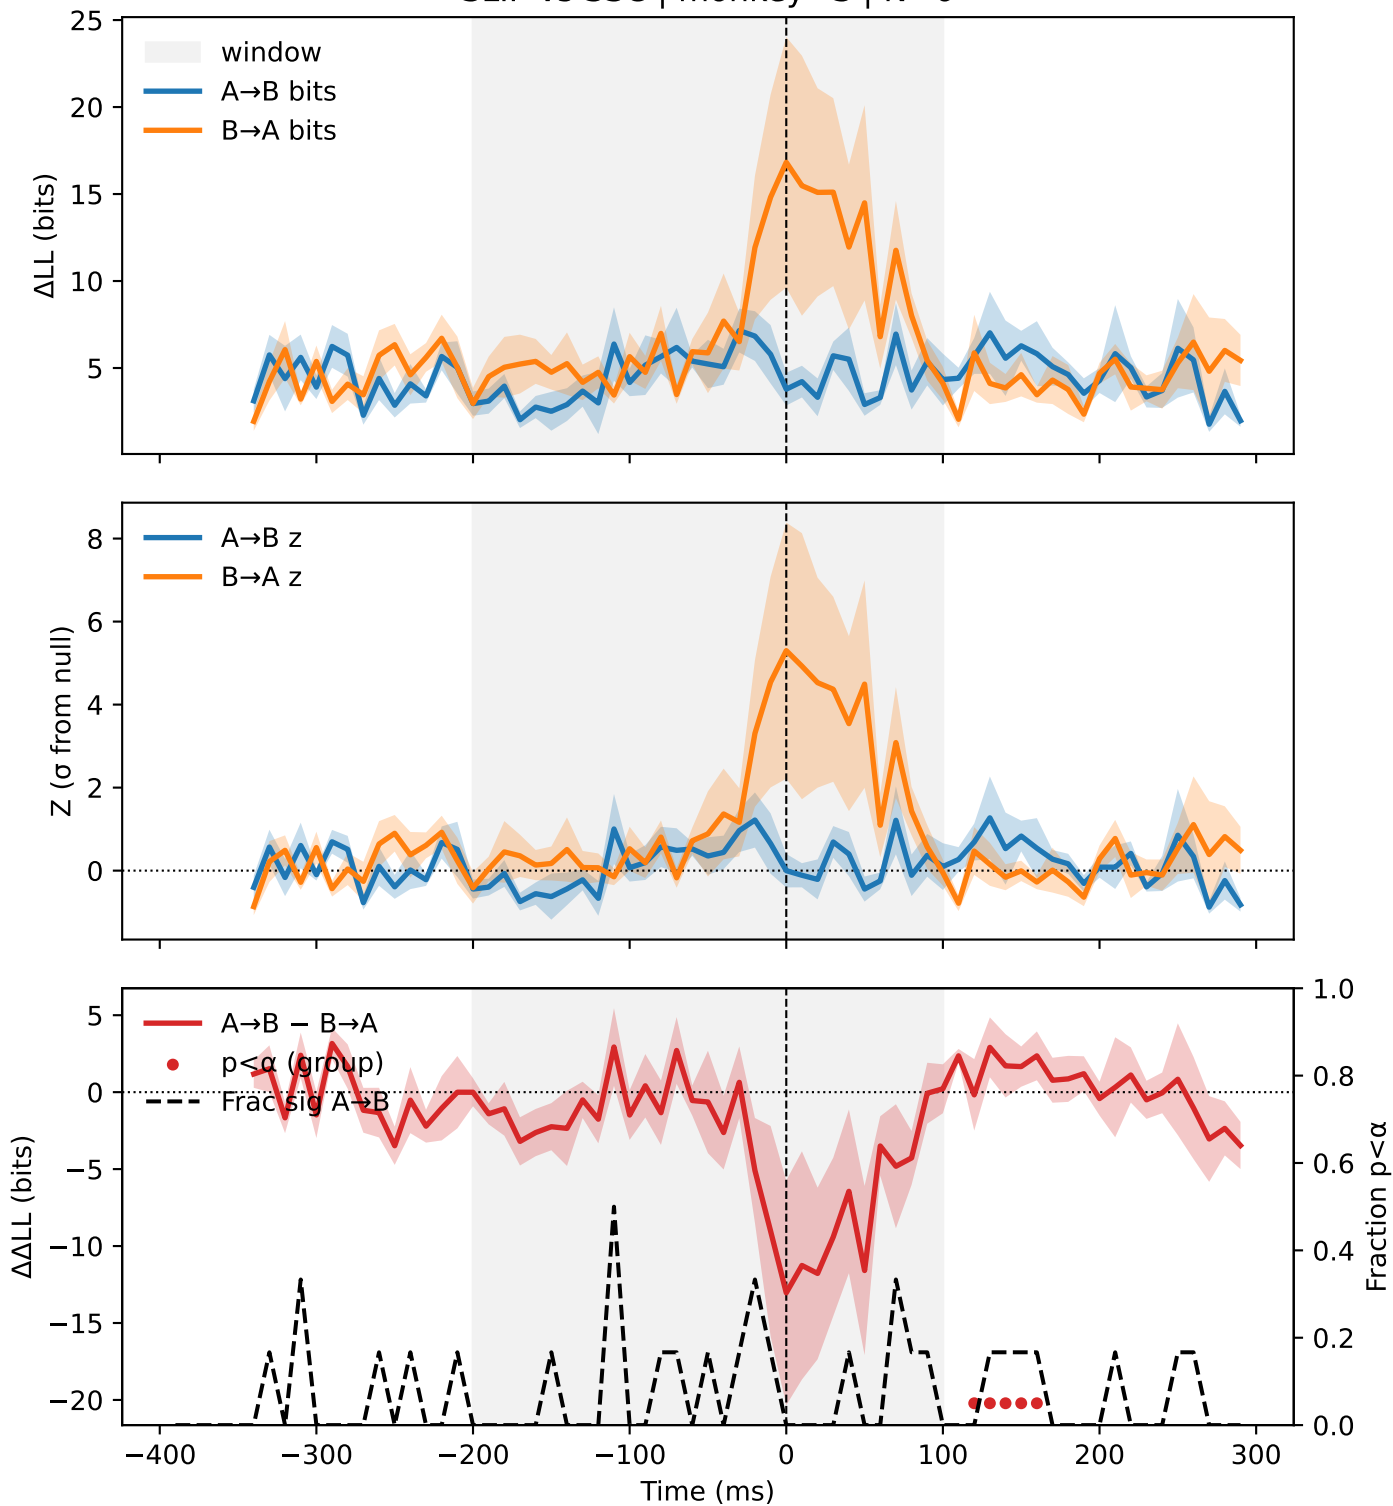 25
20
15
10
5
ΔLL (bits)
window
A→B bits
B→A bits
8
6
4
2
0
Z (σ from null)
A→B z
B→A z
5
0
−5
−10
−15
−20
ΔΔLL (bits)
A→B − B→A
p<α (group)
Frac sig A→B
1.0
0.8
0.6
0.4
0.2
0.0
Fraction p<α
−400
−300
−200
−100
0
100
200
300
Time (ms)